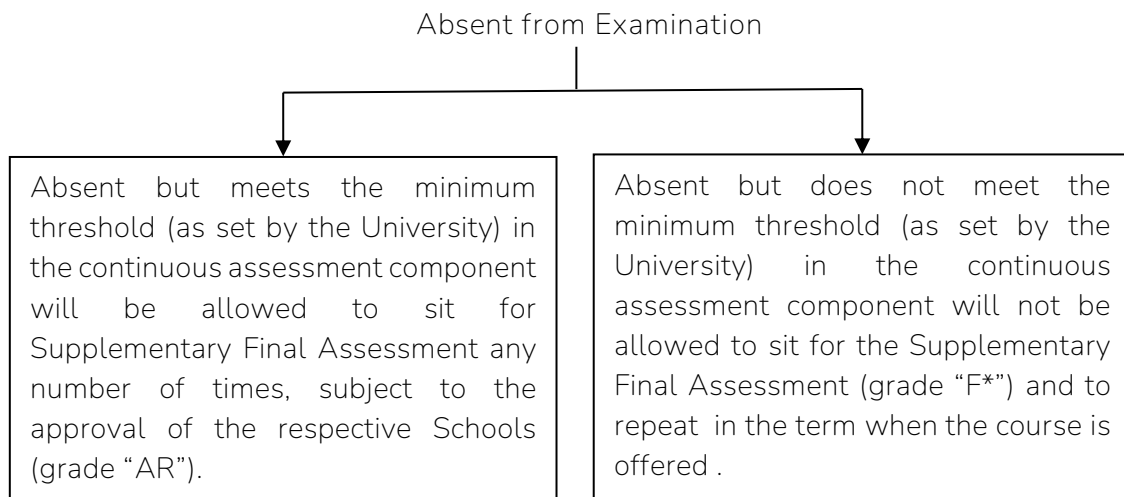 Absent from Examination
Absent but meets the minimum
threshold (as set by the University) in
the continuous assessment component
will be allowed to sit for
Supplementary Final Assessment any
number of times, subject to the
approval of the respective Schools
(grade “AR”).
Absent but does not meet the
minimum threshold (as set by the
University) in the continuous
assessment component will not be
allowed to sit for the Supplementary
Final Assessment (grade “F*”) and to
repeat in the term when the course is
offered .